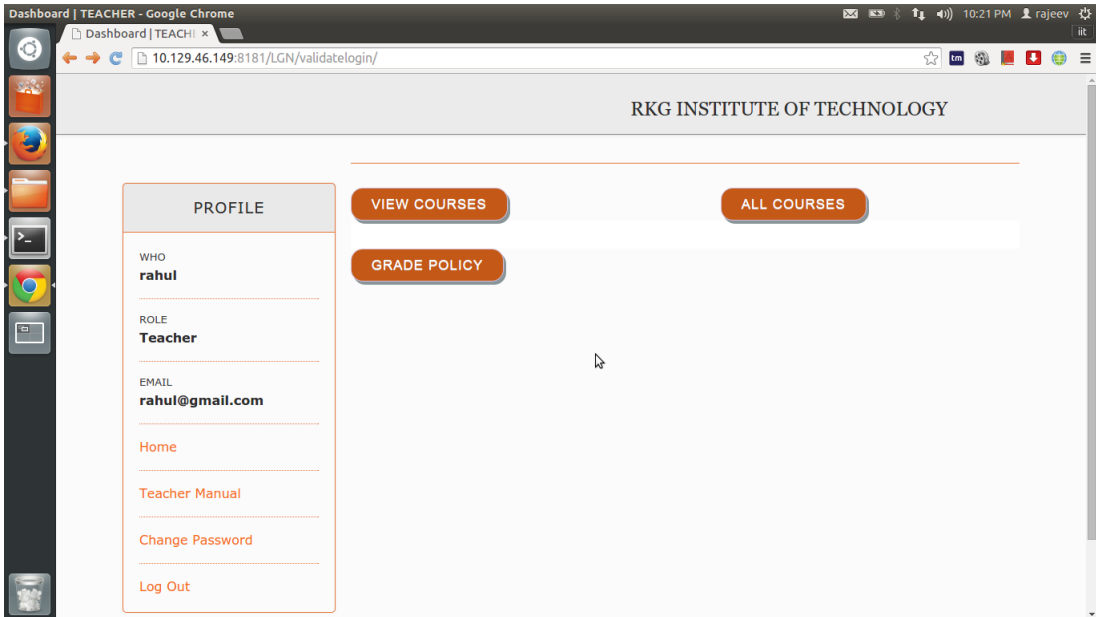 Dashboard | TEACHER - Google Chrome
10:21 PM rajeev
Dashboard | TEACH ×
iit
10.129.46.149:8181/LGN/validatelogin/
tm
RKG INSTITUTE OF TECHNOLOGY
PROFILE
WHO
rahul
ROLE
Teacher
EMAIL
rahul@gmail.com
Home
Teacher Manual
Change Password
Log Out
VIEW COURSES
ALL COURSES
GRADE POLICY